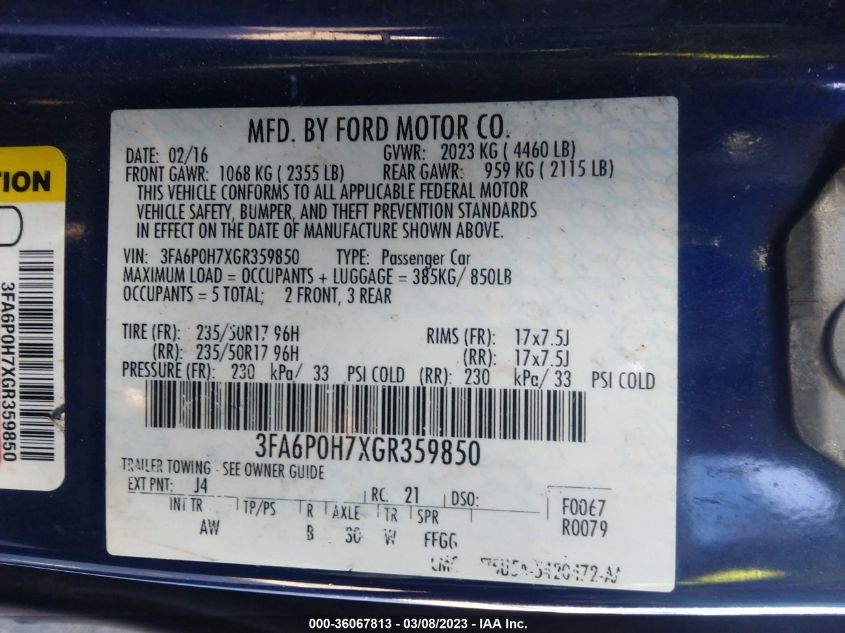 TION
3FA6P0H7XGR359850
MFD. BY FORD MOTOR CO.
DATE: 02/16 GVWR: 2023 KG ( 4460 LB)
FRONT GAWR: 1068 KG ( 2355 LB) REAR GAWR: 959 KG ( 2115 LB)
THIS VEHICLE CONFORMS TO ALL APPLICABLE FEDERAL MOTOR
VEHICLE SAFETY, BUMPER, AND THEFT PREVENTION STANDARDS
IN EFFECT ON THE DATE OF MANUFACTURE SHOWN ABOVE.
VIN: 3FA6P0H7XGR359850 TYPE: Passenger Car
MAXIMUM LOAD = OCCUPANTS + LUGGAGE = 385KG/ 850LB
OCCUPANTS = 5 TOTAL; 2 FRONT, 3 REAR
TIRE (FR): 235/50R17 96H RIMS (FR): 17x7.5J
(RR): 235/50R17 96H (RR): 17x7.5J
PRESSURE (FR): 230 kPa/ 33 PSI COLD (RR): 230 kPa/ 33 PSI COLD
3FA6P0H7XGR359850
TRAILER TOWING - SEE OWNER GUIDE
EXT PNT: J4 RC: 21 DSO: F0067
INT TR TP/PS R AXLE TR SPR R0079
AW B W FFGG
000-36067813 - 03/08/2023 - IAA Inc.